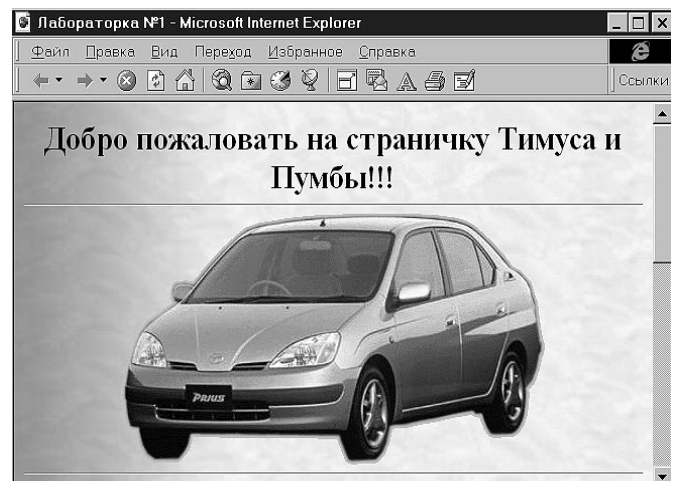 Лабораторка №1 - Microsoft Internet Explorer
Файл Правка Вид Переход Избранное Справка
Ссылки
Добро пожаловать на страничку Тимуса и
Пумбы!!!
PRIUS